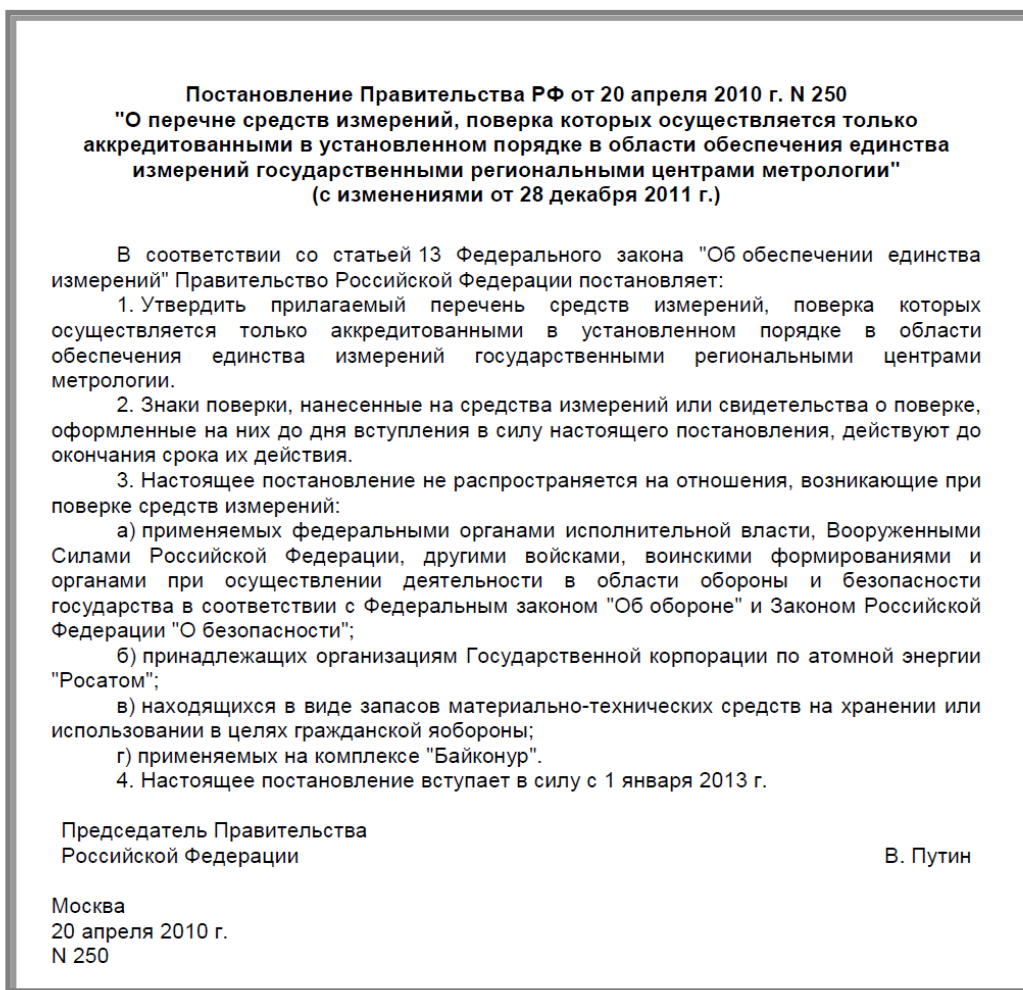 Постановление Правительства РФ от 20 апреля 2010 г. N 250
"О перечне средств измерений, поверка которых осуществляется только
аккредитованными в установленном порядке в области обеспечения единства
измерений государственными региональными центрами метрологии"
(с изменениями от 28 декабря 2011 г.)
В соответствии со статьей 13 Федерального закона "Об обеспечении единства
измерений" Правительство Российской Федерации постановляет:
1. Утвердить прилагаемый перечень средств измерений, поверка которых
осуществляется только аккредитованными в установленном порядке в области
обеспечения единства измерений государственными региональными центрами
метрологии.
2. Знаки поверки, нанесенные на средства измерений или свидетельства о поверке,
оформленные на них до дня вступления в силу настоящего постановления, действуют до
окончания срока их действия.
3. Настоящее постановление не распространяется на отношения, возникающие при
поверке средств измерений:
а) применяемых федеральными органами исполнительной власти, Вооруженными
Силами Российской Федерации, другими войсками, воинскими формированиями и
органами при осуществлении деятельности в области обороны и безопасности
государства в соответствии с Федеральным законом "Об обороне" и Законом Российской
Федерации "О безопасности";
б) принадлежащих организациям Государственной корпорации по атомной энергии
"Росатом";
в) находящихся в виде запасов материально-технических средств на хранении или
использовании в целях гражданской яобороны;
г) применяемых на комплексе "Байконур".
4. Настоящее постановление вступает в силу с 1 января 2013 г.
Председатель Правительства
Российской Федерации В. Путин
Москва
20 апреля 2010 г.
N 250